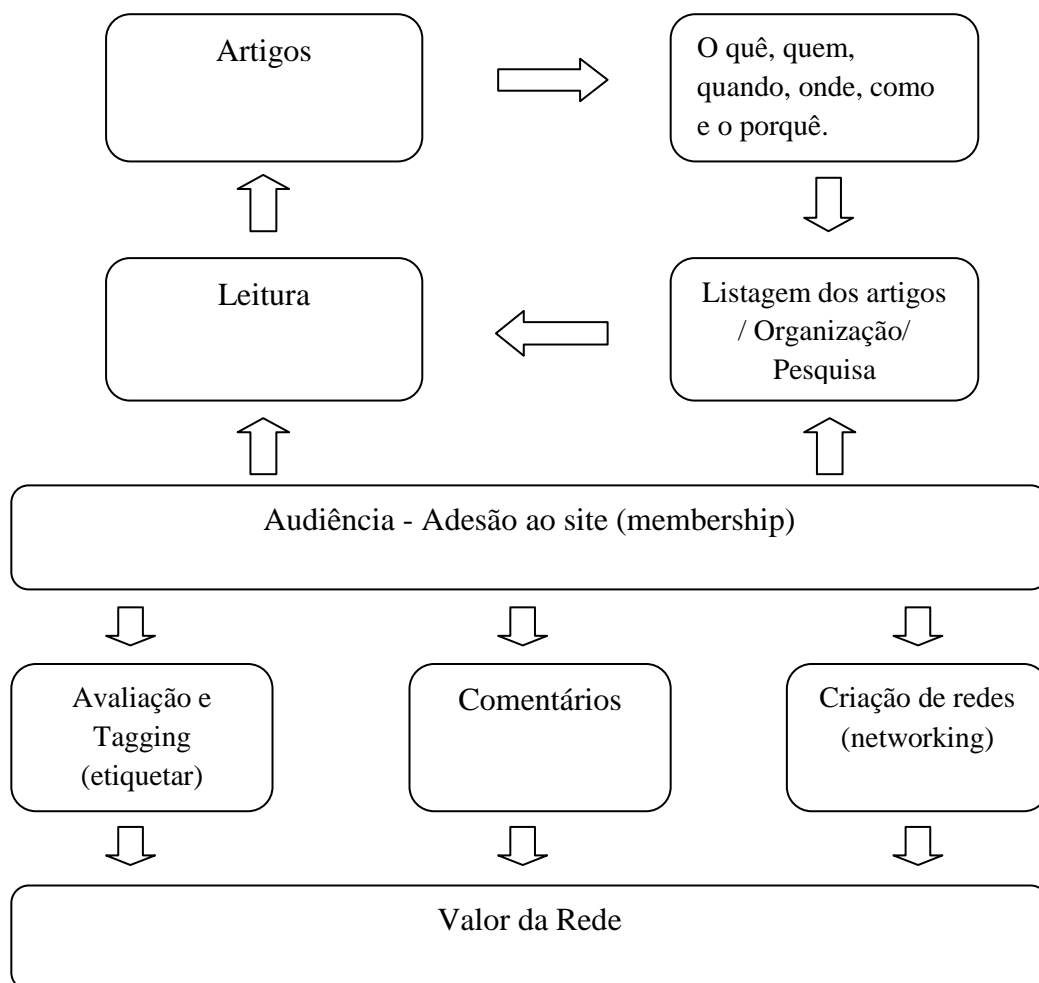 Artigos
O quê, quem,
quando, onde, como
e o porquê.
Leitura
Listagem dos artigos
/ Organização/
Pesquisa
Audiência - Adesão ao site (membership)
Avaliação e
Tagging
(etiquetar)
Comentários
Criação de redes
(networking)
Valor da Rede